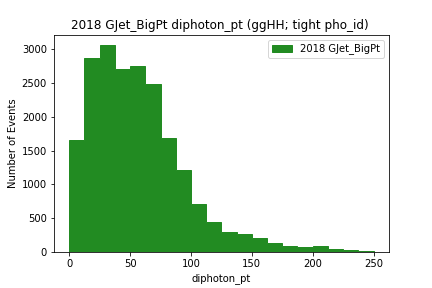 2018 GJet_BigPt diphoton_pt (ggHH; tight pho_id)
2018 GJet_BigPt
Number of Events
3000
2500
2000
1500
1000
500
0
0 50 100 150 200 250
diphoton_pt